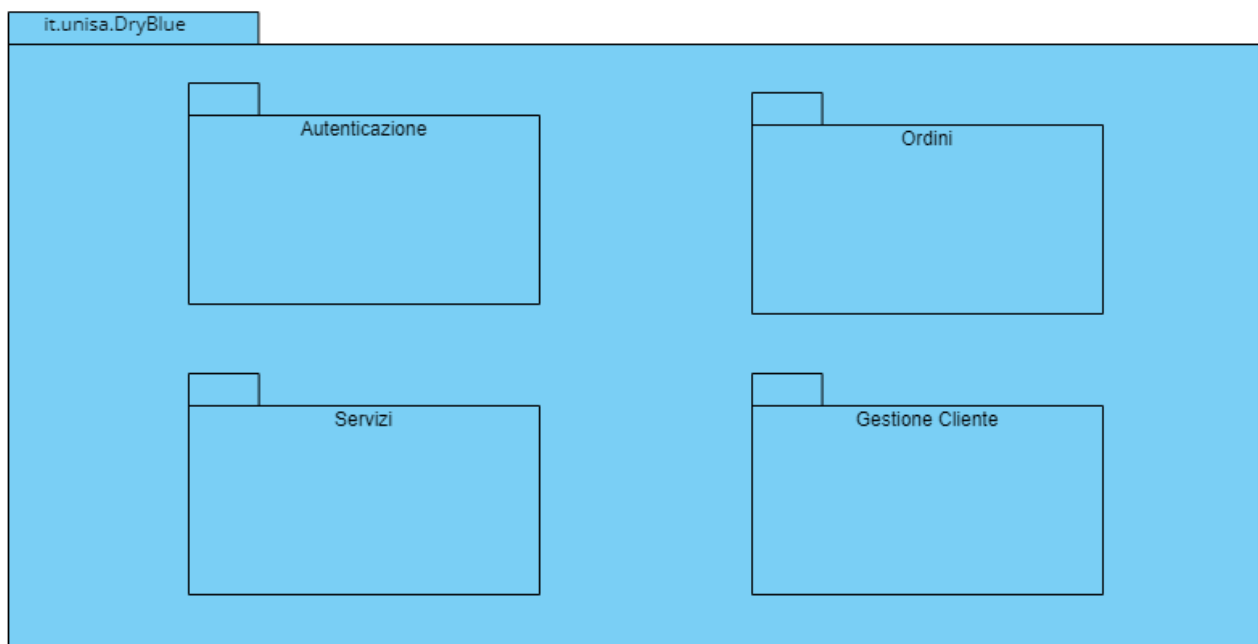 it.unisa.DryBlue
Autenticazione
Ordini
Servizi
Gestione Cliente